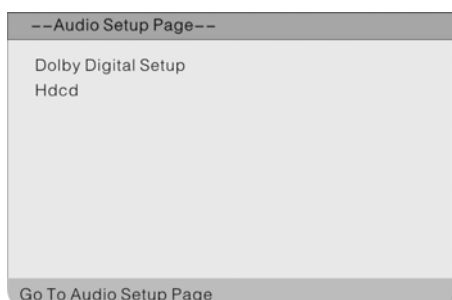 --Audio Setup Page--
Dolby Digital Setup
Hdcd
Go To Audio Setup Page